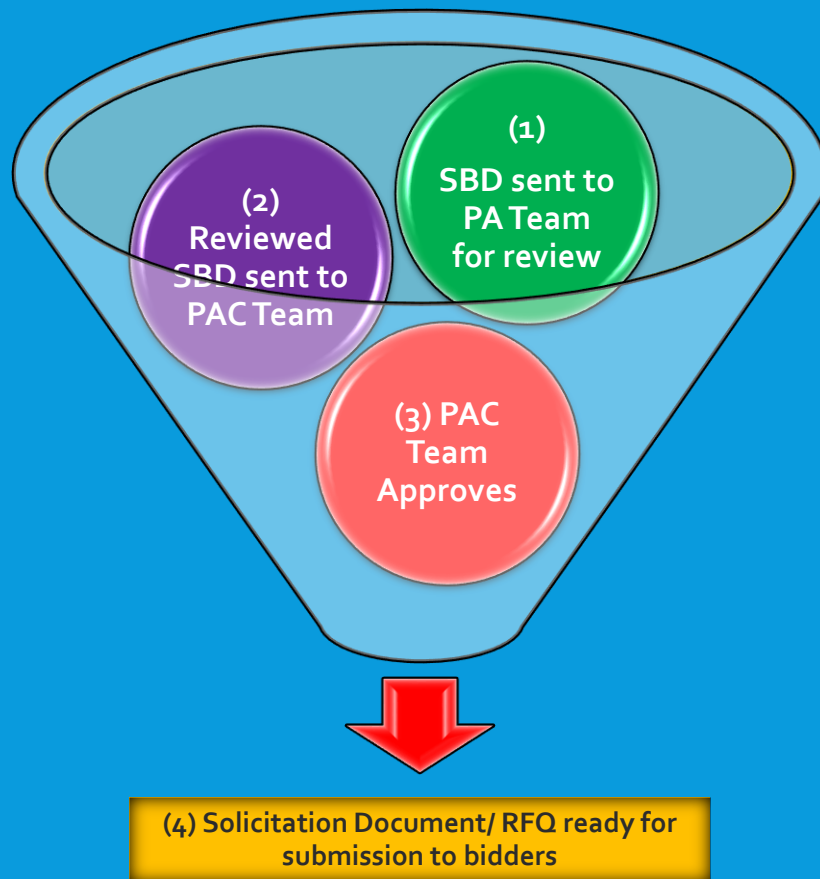 (1)
SBD sent to
PA Team
for review
(2)
Reviewed
SBD sent to
PAC Team
(3) PAC
Team
Approves
(4) Solicitation Document/ RFQ ready for
submission to bidders